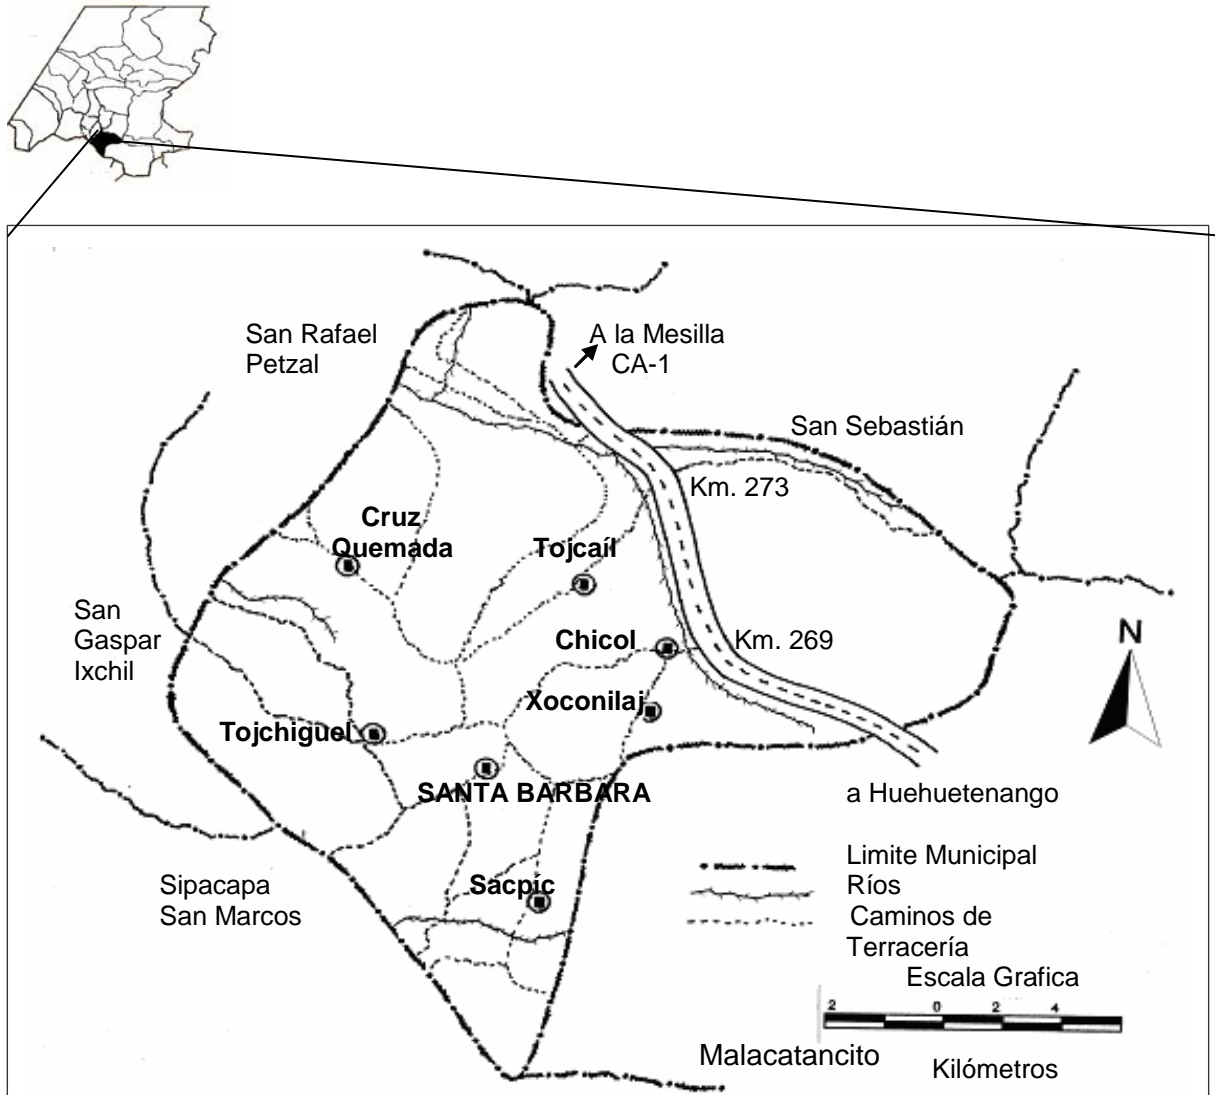 San Rafael
Petzal
A la Mesilla
CA-1
San Sebastián
Km. 273
Cruz
Quemada
Tojcaíl
San
Gaspar
Ixchil
Chicol
Km. 269
N
Xoconilaj
Tojchiguel
SANTA BARBARA
a Huehuetenango
Limite Municipal
Ríos
Caminos de
Terracería
Sipacapa
San Marcos
Sacpic
Escala Grafica
2 0 2 4
Malacatancito
Kilómetros